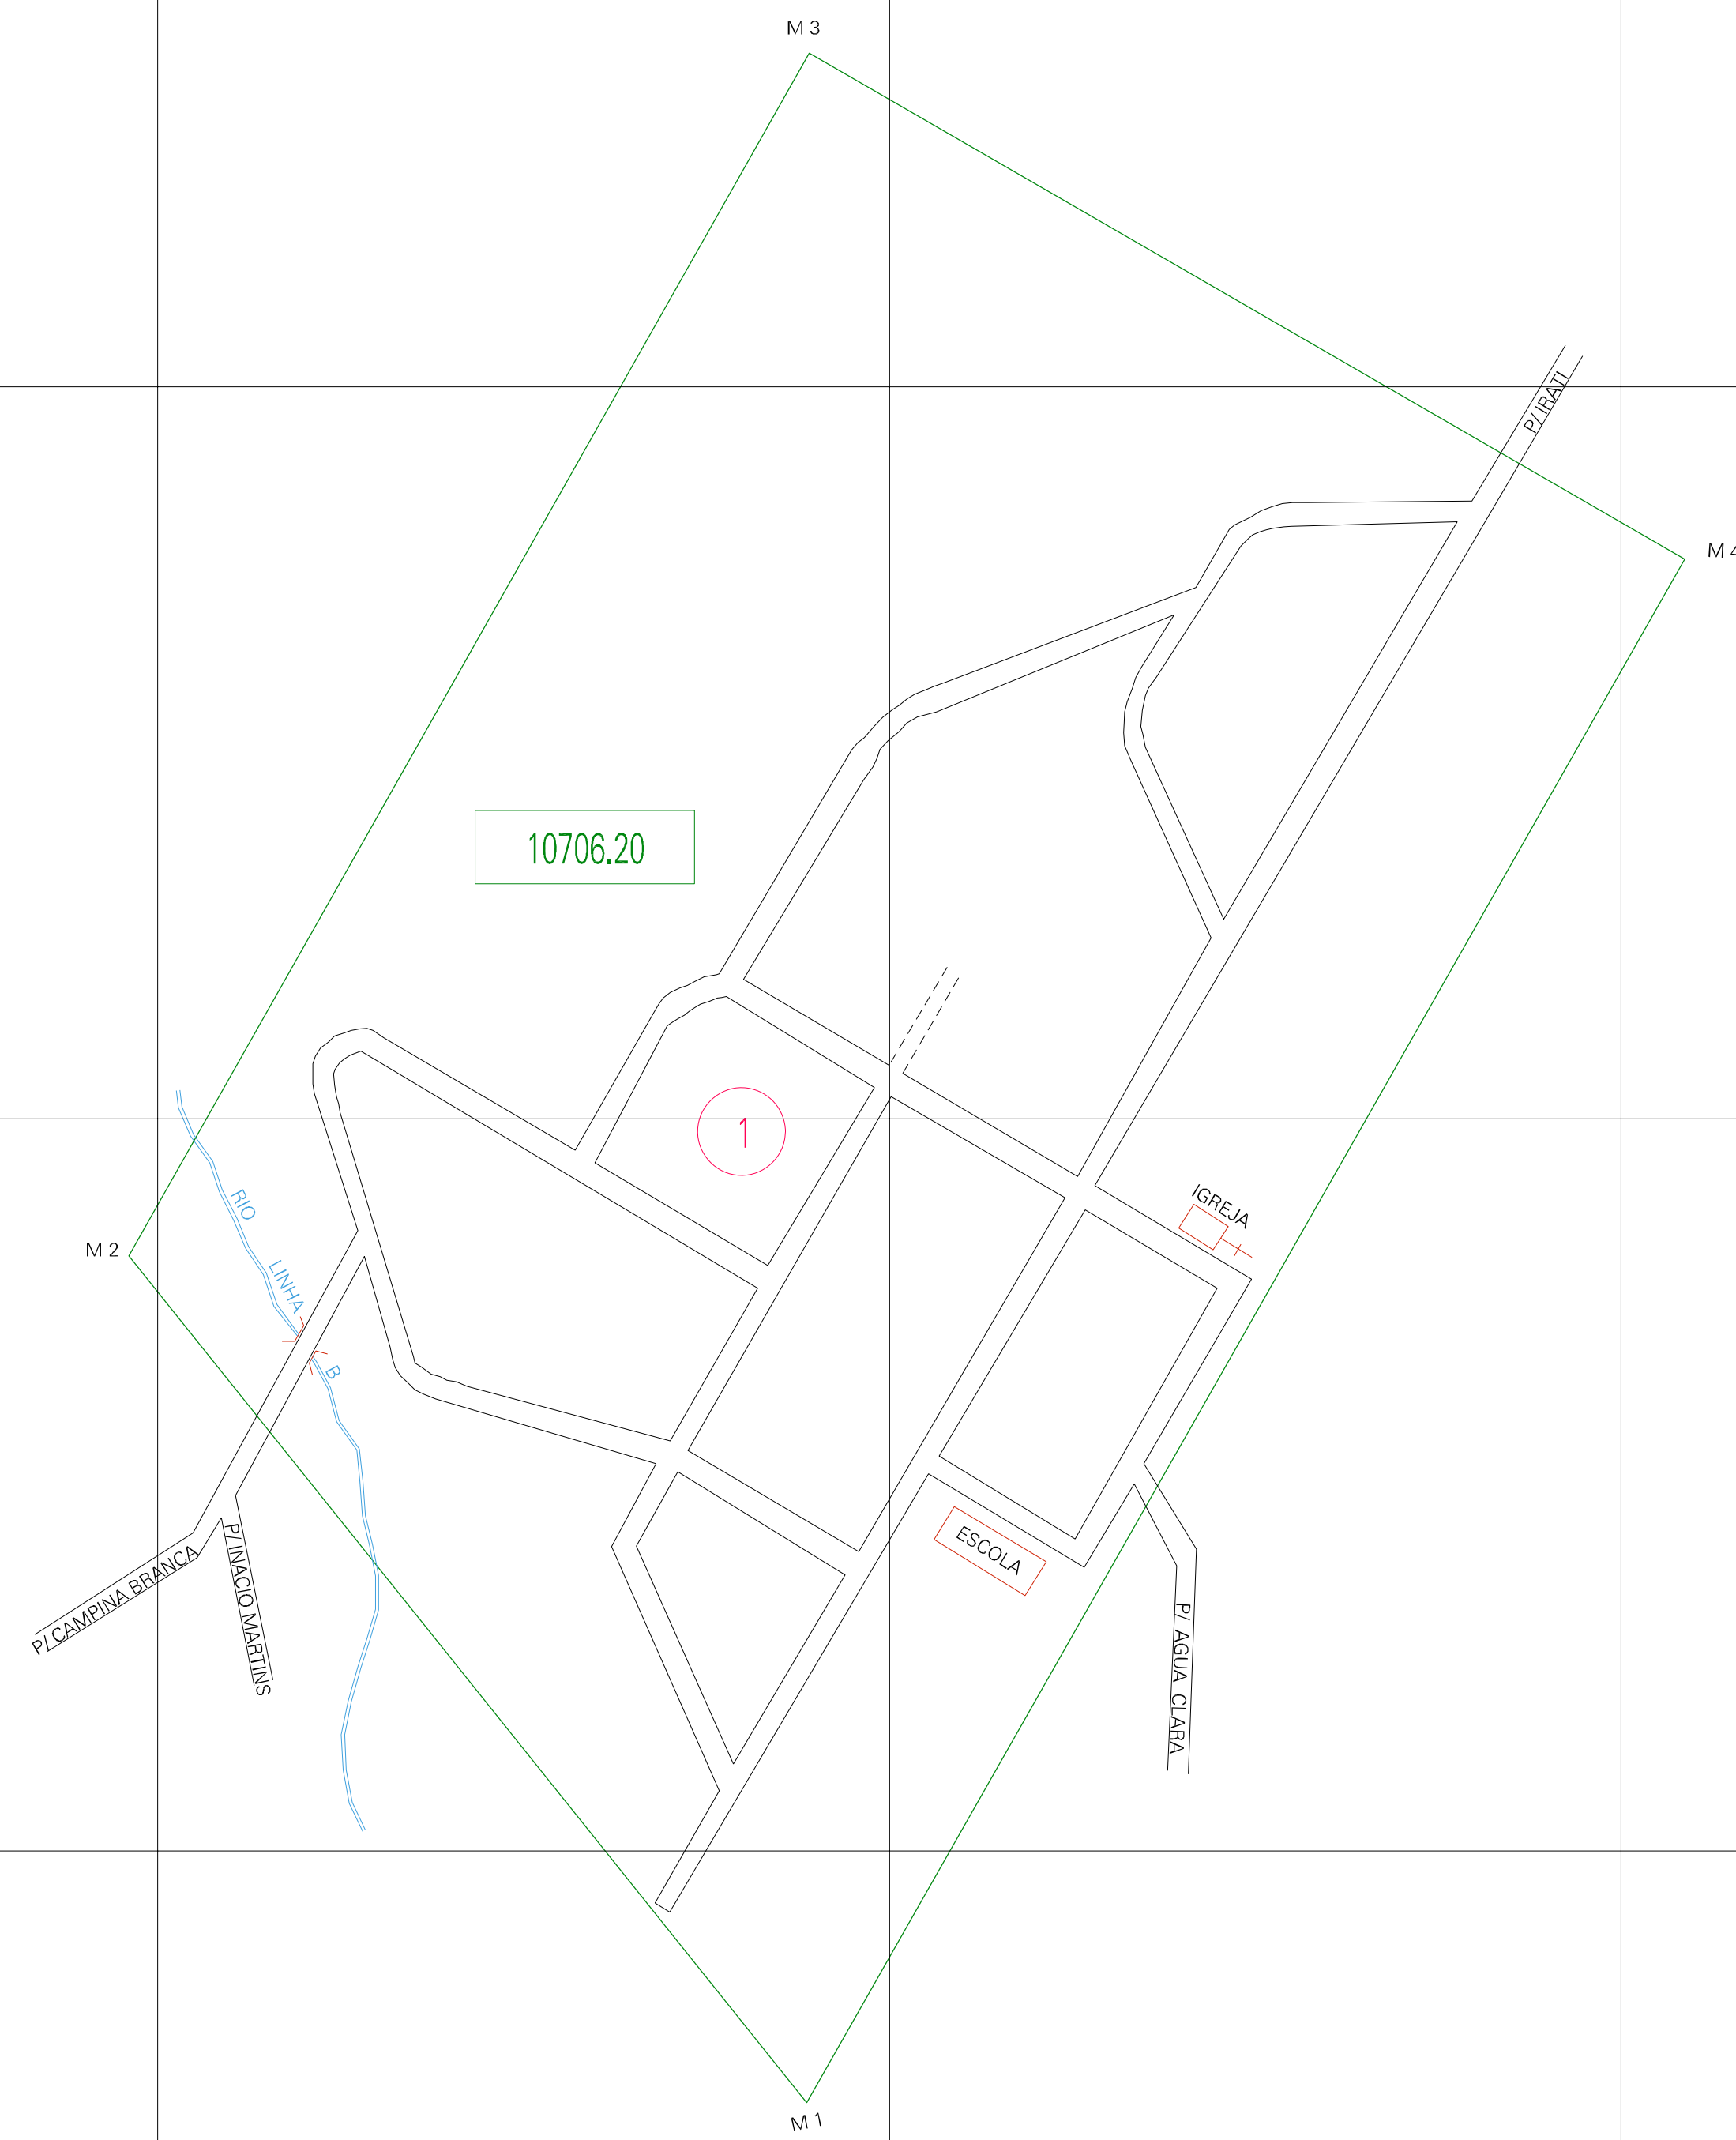 M 3
P/ IRATI
M 4
10706.20
1
IGREJA
RIO
M 2
LINHA
B
ESCOLA
P/CAMPINA BRANCA
P/ INACIO MARTINS
P/ AGUA CLARA
M 1